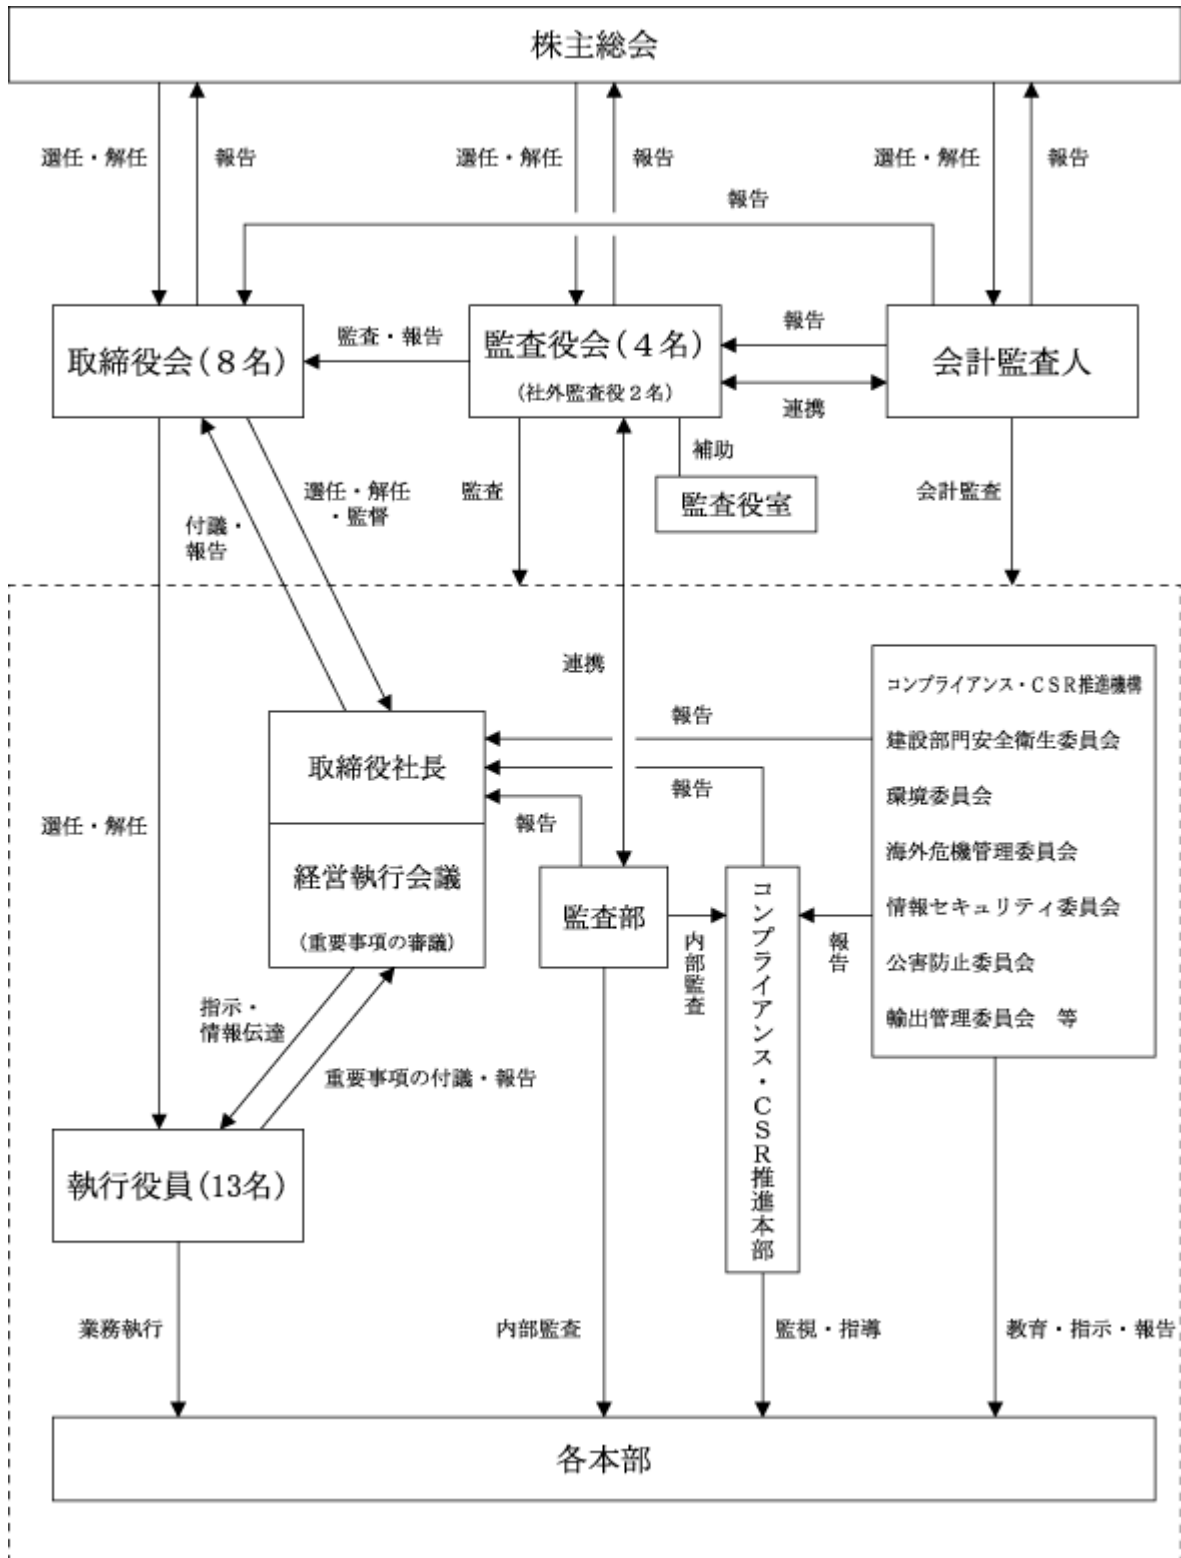 株主総会
選任・解任
報告
選任・解任
報告
選任・解任
報告
報告
取締役会(8名)
監査・報告
監査役会(4名)
(社外監査役2名)
報告
連携
会計監査人
補助
監査役室
選任・解任
・監督
付議・
報告
監査
会計監査
連携
選任・解任
取締役社長
経営執行会議
(重要事項の審議)
報告
報告
報告
コンプライアンス・CSR推進機構
建設部門安全衛生委員会
環境委員会
海外危機管理委員会
情報セキュリティ委員会
公害防止委員会
輸出管理委員会 等
監査部
内部監査
コンプライアンス・CSR推進本部
報告
指示・
情報伝達
重要事項の付議・報告
執行役員(13名)
業務執行
内部監査
監視・指導
教育・指示・報告
各本部